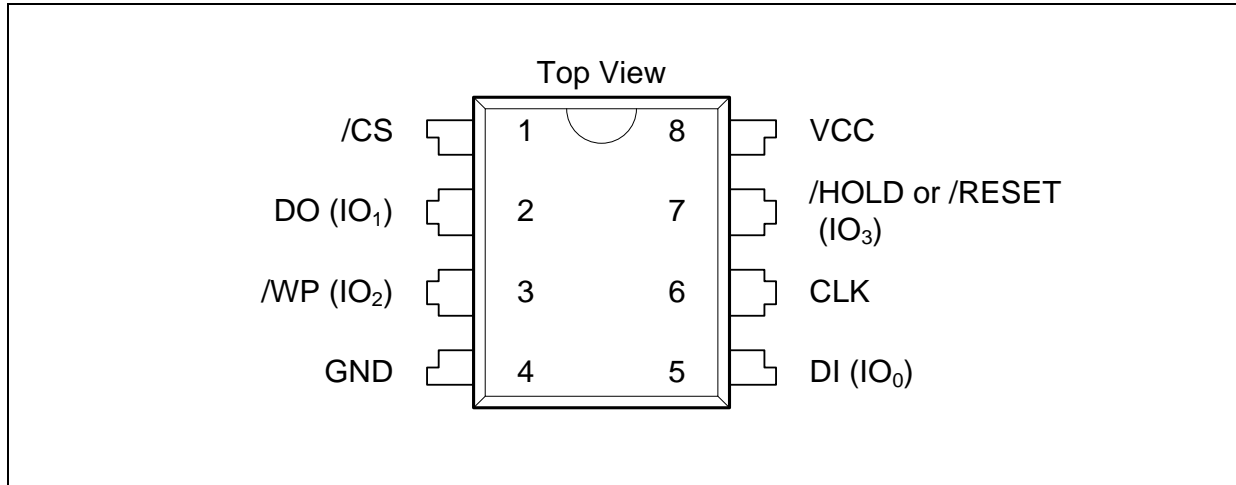 Top View
/CS 1 8 VCC
DO (IO₁) 2 7 /HOLD or /RESET
(IO₃)
/WP (IO₂) 3 6 CLK
GND 4 5 DI (IO₀)